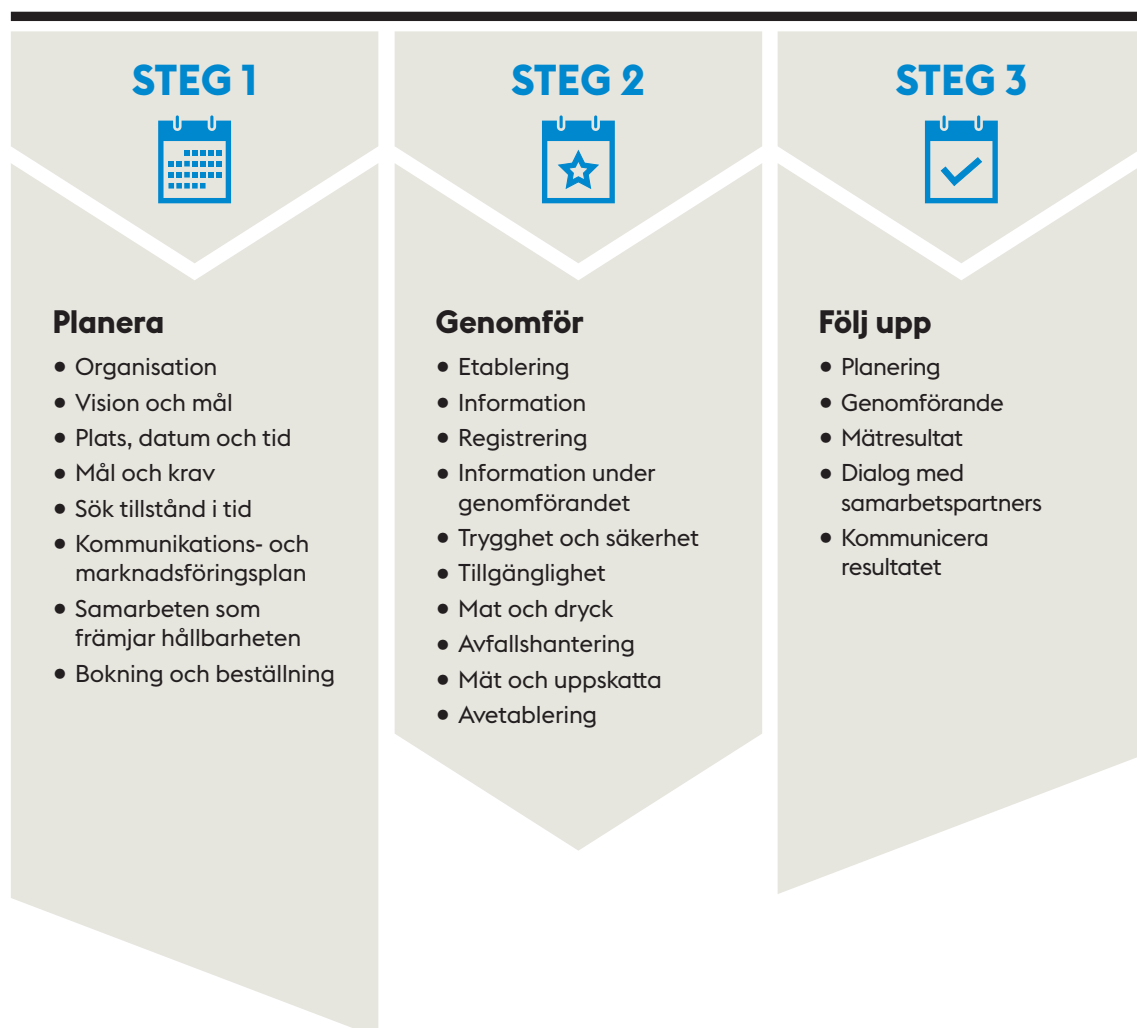 STEG 1
Planera
• Organisation
• Vision och mål
• Plats, datum och tid
• Mål och krav
• Sök tillstånd i tid
• Kommunikations- och
marknadsföringsplan
• Samarbeten som
främjar hållbarheten
• Bokning och beställning
STEG 2
Genomför
• Etablering
• Information
• Registrering
• Information under
genomförandet
• Trygghet och säkerhet
• Tillgänglighet
• Mat och dryck
• Avfallshantering
• Mät och uppskatta
• Avetablering
STEG 3
Följ upp
• Planering
• Genomförande
• Mätresultat
• Dialog med
samarbetspartners
• Kommunicera
resultatet